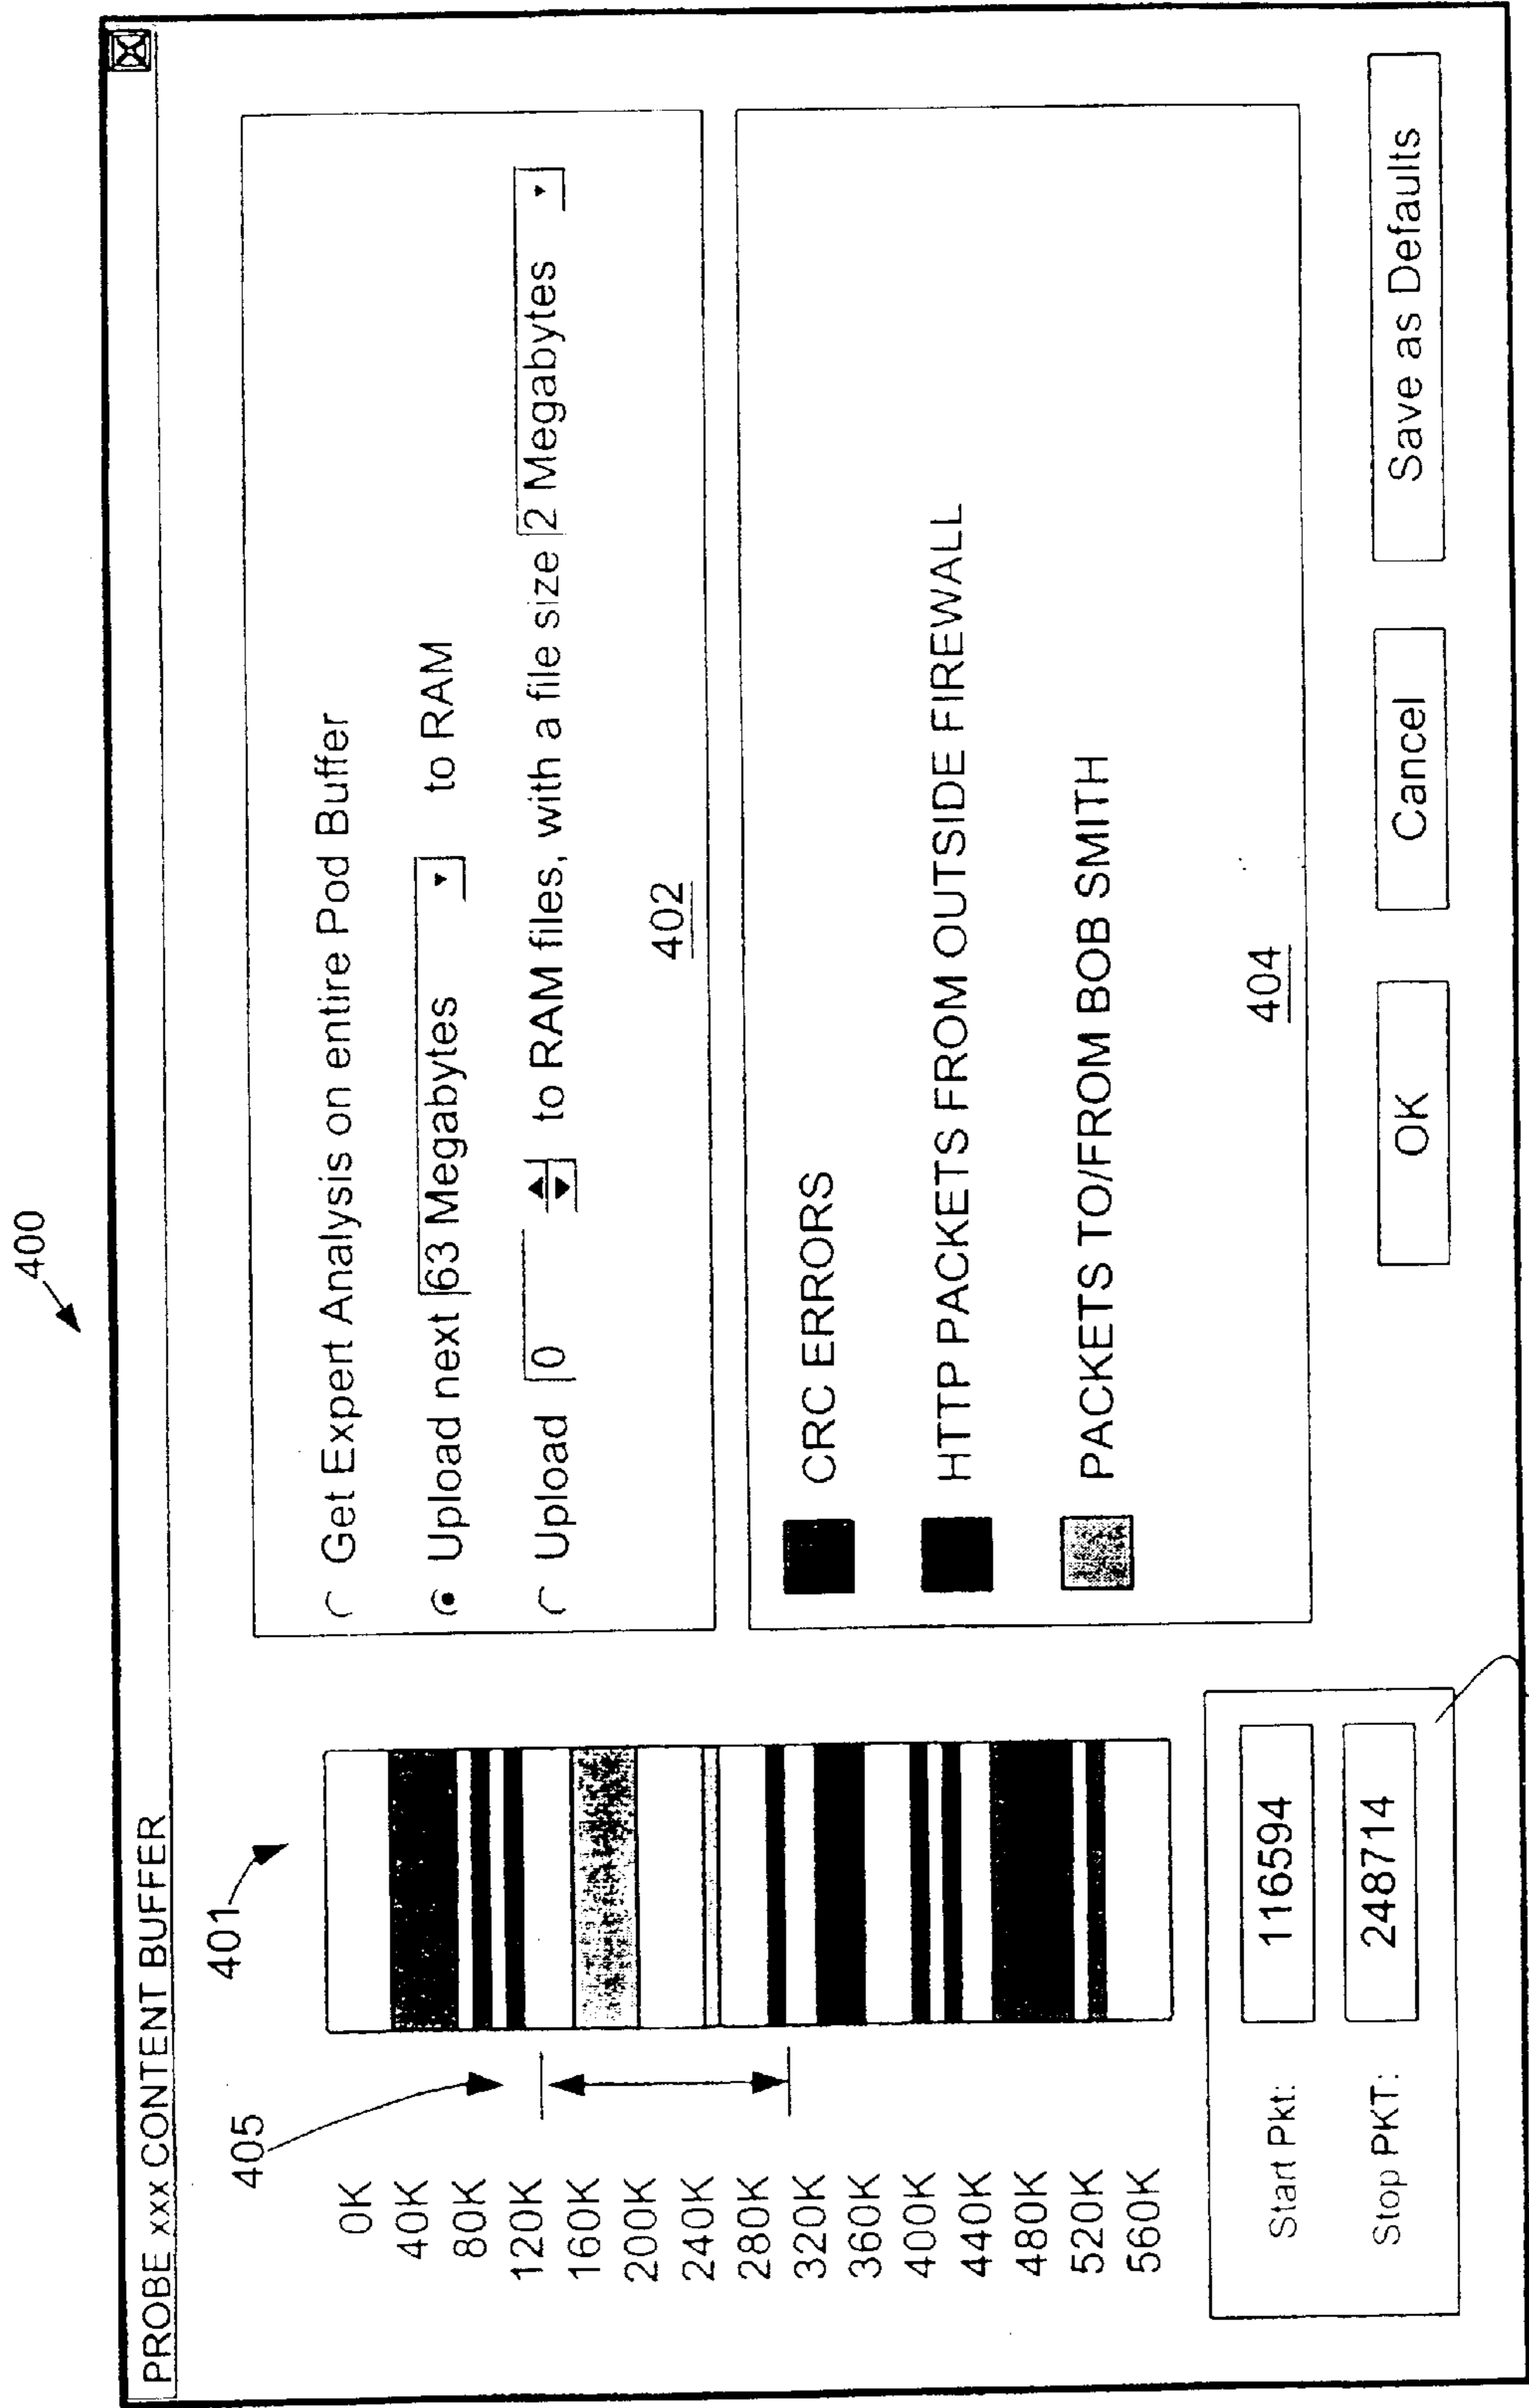 400
PROBE xxx CONTENT BUFFER
401
405
0K
40K
80K
120K
160K
200K
240K
280K
320K
360K
400K
440K
480K
520K
560K
Start Pkt: 116594
Stop PKT: 248714
Get Expert Analysis on entire Pod Buffer
Upload next 63 Megabytes to RAM
Upload 0 to RAM files, with a file size 2 Megabytes
402
CRC ERRORS
HTTP PACKETS FROM OUTSIDE FIREWALL
PACKETS TO/FROM BOB SMITH
404
OK Cancel Save as Defaults